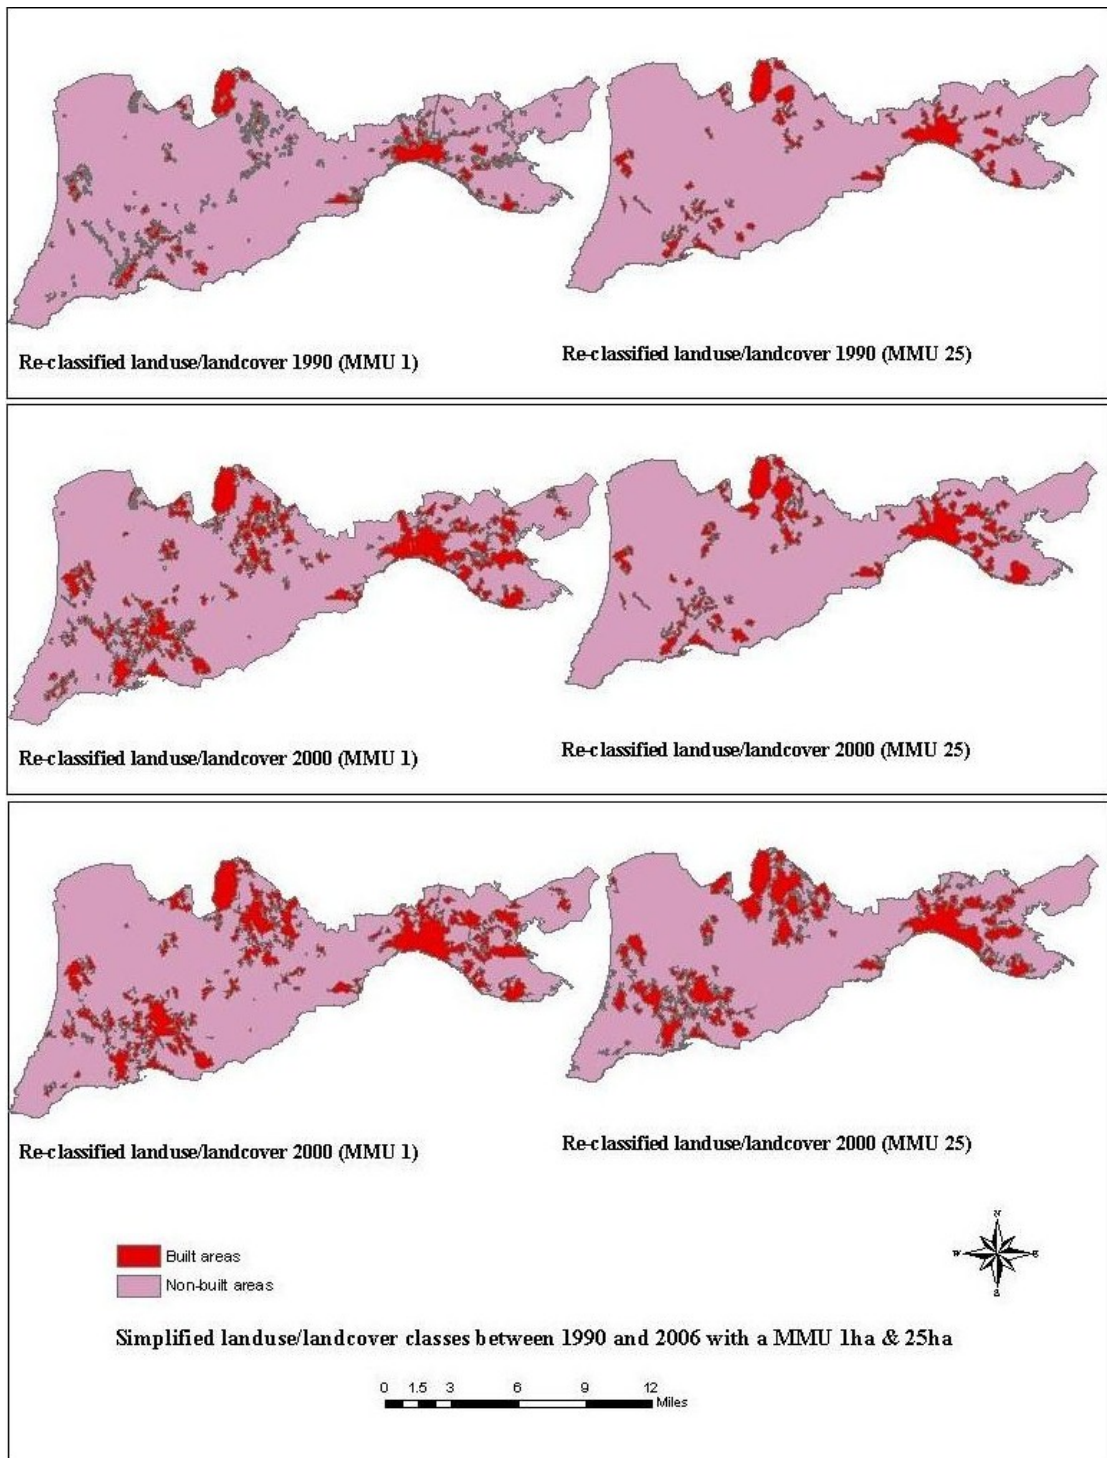 Re-classified landuse/landcover 1990 (MMU 1)
Re-classified landuse/landcover 1990 (MMU 25)
Re-classified landuse/landcover 2000 (MMU 1)
Re-classified landuse/landcover 2000 (MMU 25)
Re-classified landuse/landcover 2000 (MMU 1)
Re-classified landuse/landcover 2000 (MMU 25)
N
W E
S
Built areas
Non-built areas
Simplified landuse/landcover classes between 1990 and 2006 with a MMU 1ha & 25ha
0 1.5 3 6 9 12
Miles